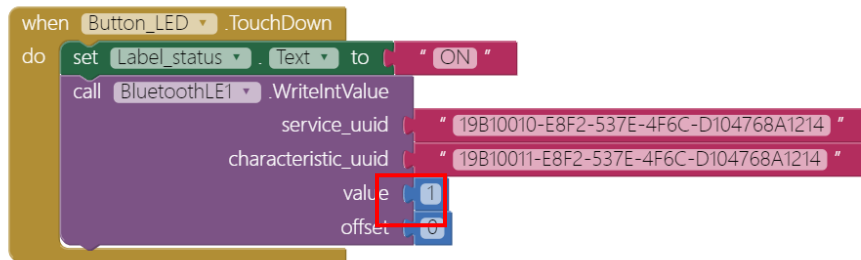 when Button_LED .TouchDown
do set Label_status . Text to " ON "
call BluetoothLE1 .WriteIntValue
service_uuid " 19B10010-E8F2-537E-4F6C-D104768A1214 "
characteristic_uuid " 19B10011-E8F2-537E-4F6C-D104768A1214 "
value 1
offset 0